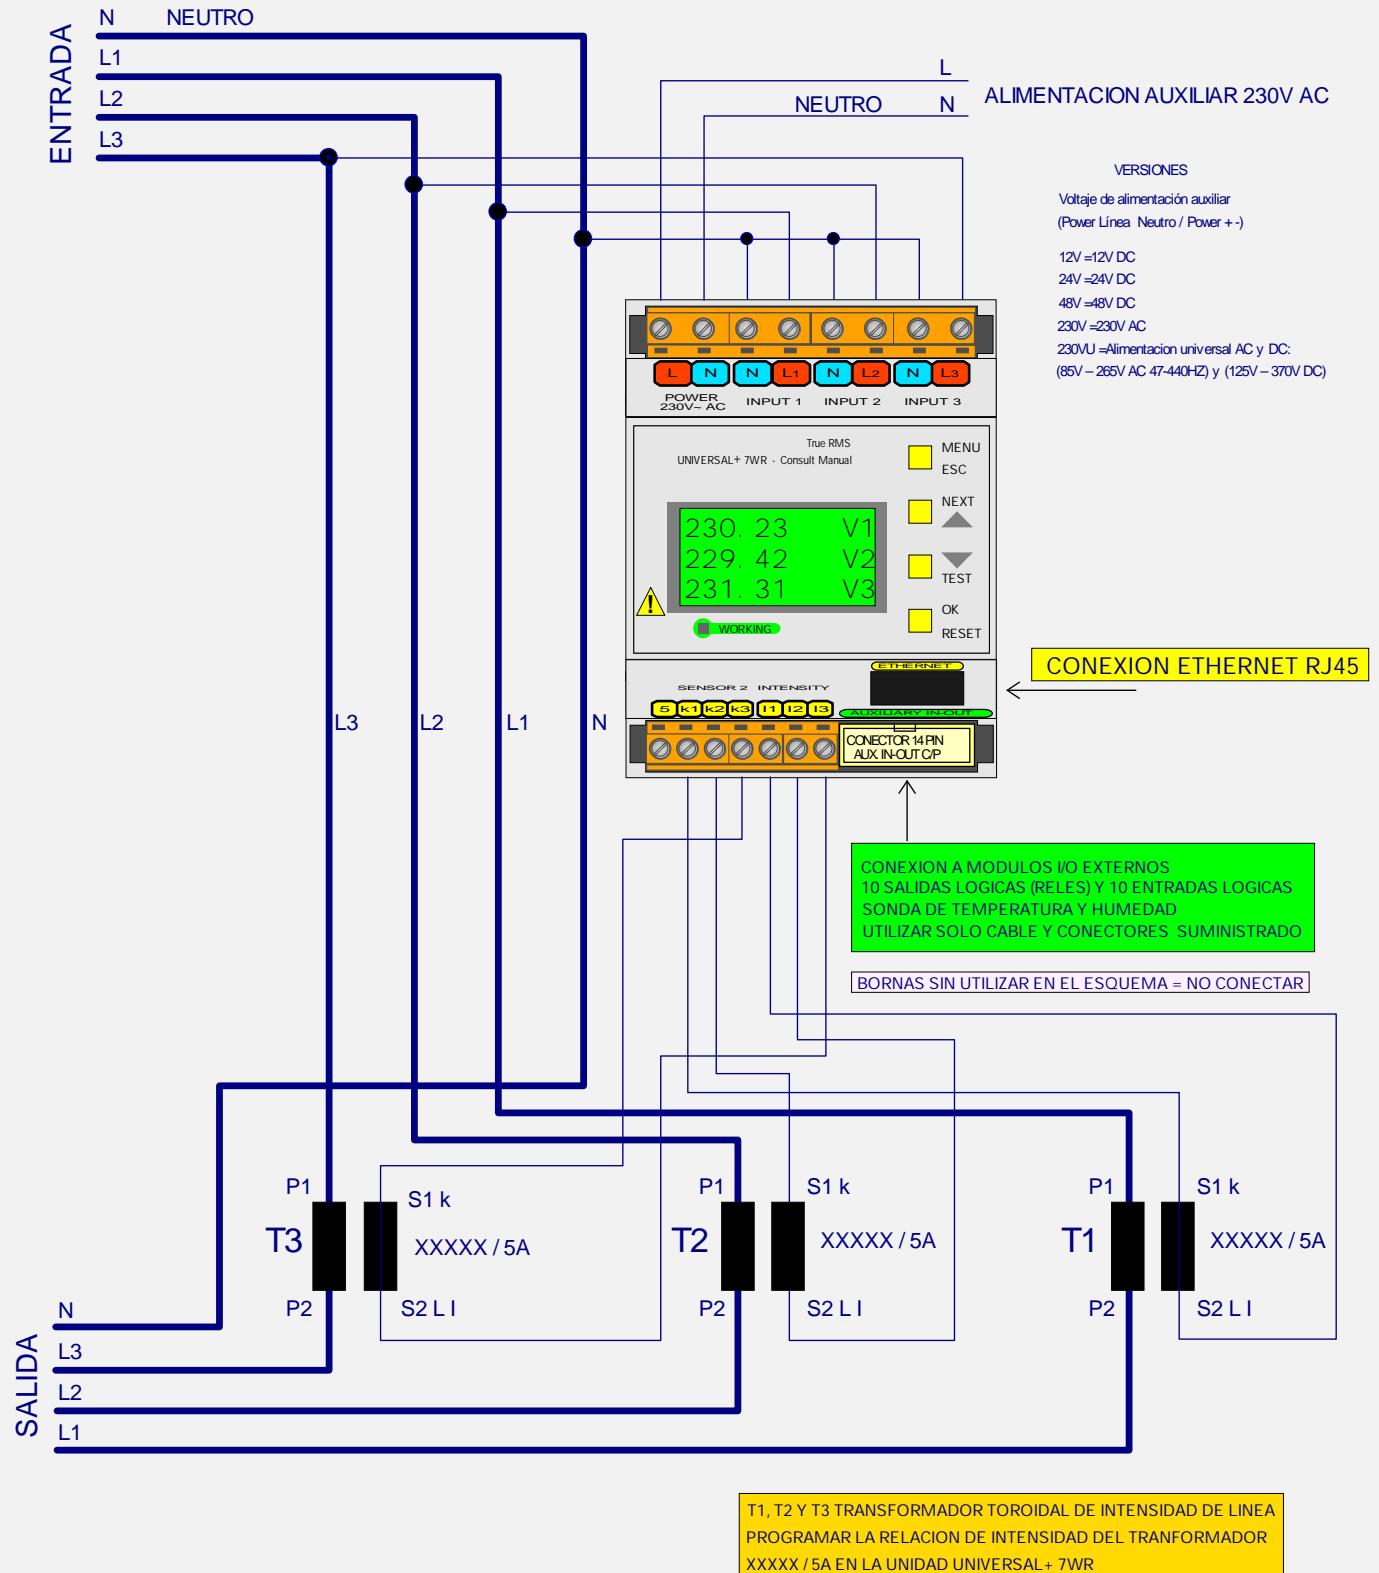 ENTRADA
N NEUTRO
L1
L2
L3
L
NEUTRO N
ALIMENTACION AUXILIAR 230V AC
VERSIONES
Voltaje de alimentación auxiliar
(Power Línea Neutro / Power + -)
12V =12V DC
24V =24V DC
48V =48V DC
230V =230V AC
230VU =Alimentacion universal AC y DC:
(85V – 265V AC 47-440HZ) y (125V – 370V DC)
L N N L1 N L2 N L3
POWER
230V~ AC
INPUT 1 INPUT 2 INPUT 3
True RMS
UNIVERSAL+ 7WR - Consult Manual
MENU
ESC
NEXT
TEST
OK
RESET
230. 23 V1
229. 42 V2
231. 31 V3
!
WORKING
ETHERNET
CONEXION ETHERNET RJ45
SENSOR 2 INTENSITY
5 k1 k2 k3 I1 I2 I3
AUXILIARY IN-OUT
CONECTOR 14 PIN
AUX. IN-OUT C/P
L3 L2 L1 N
CONEXION A MODULOS I/O EXTERNOS
10 SALIDAS LOGICAS (RELES) Y 10 ENTRADAS LOGICAS
SONDA DE TEMPERATURA Y HUMEDAD
UTILIZAR SOLO CABLE Y CONECTORES SUMINISTRADO
BORNAS SIN UTILIZAR EN EL ESQUEMA = NO CONECTAR
P1 S1 k P1 S1 k P1 S1 k
T3 XXXXX / 5A T2 XXXXX / 5A T1 XXXXX / 5A
P2 S2 L I P2 S2 L I P2 S2 L I
SALIDA
N
L3
L2
L1
T1, T2 Y T3 TRANSFORMADOR TOROIDAL DE INTENSIDAD DE LINEA
PROGRAMAR LA RELACION DE INTENSIDAD DEL TRANFORMADOR
XXXXX / 5A EN LA UNIDAD UNIVERSAL+ 7WR